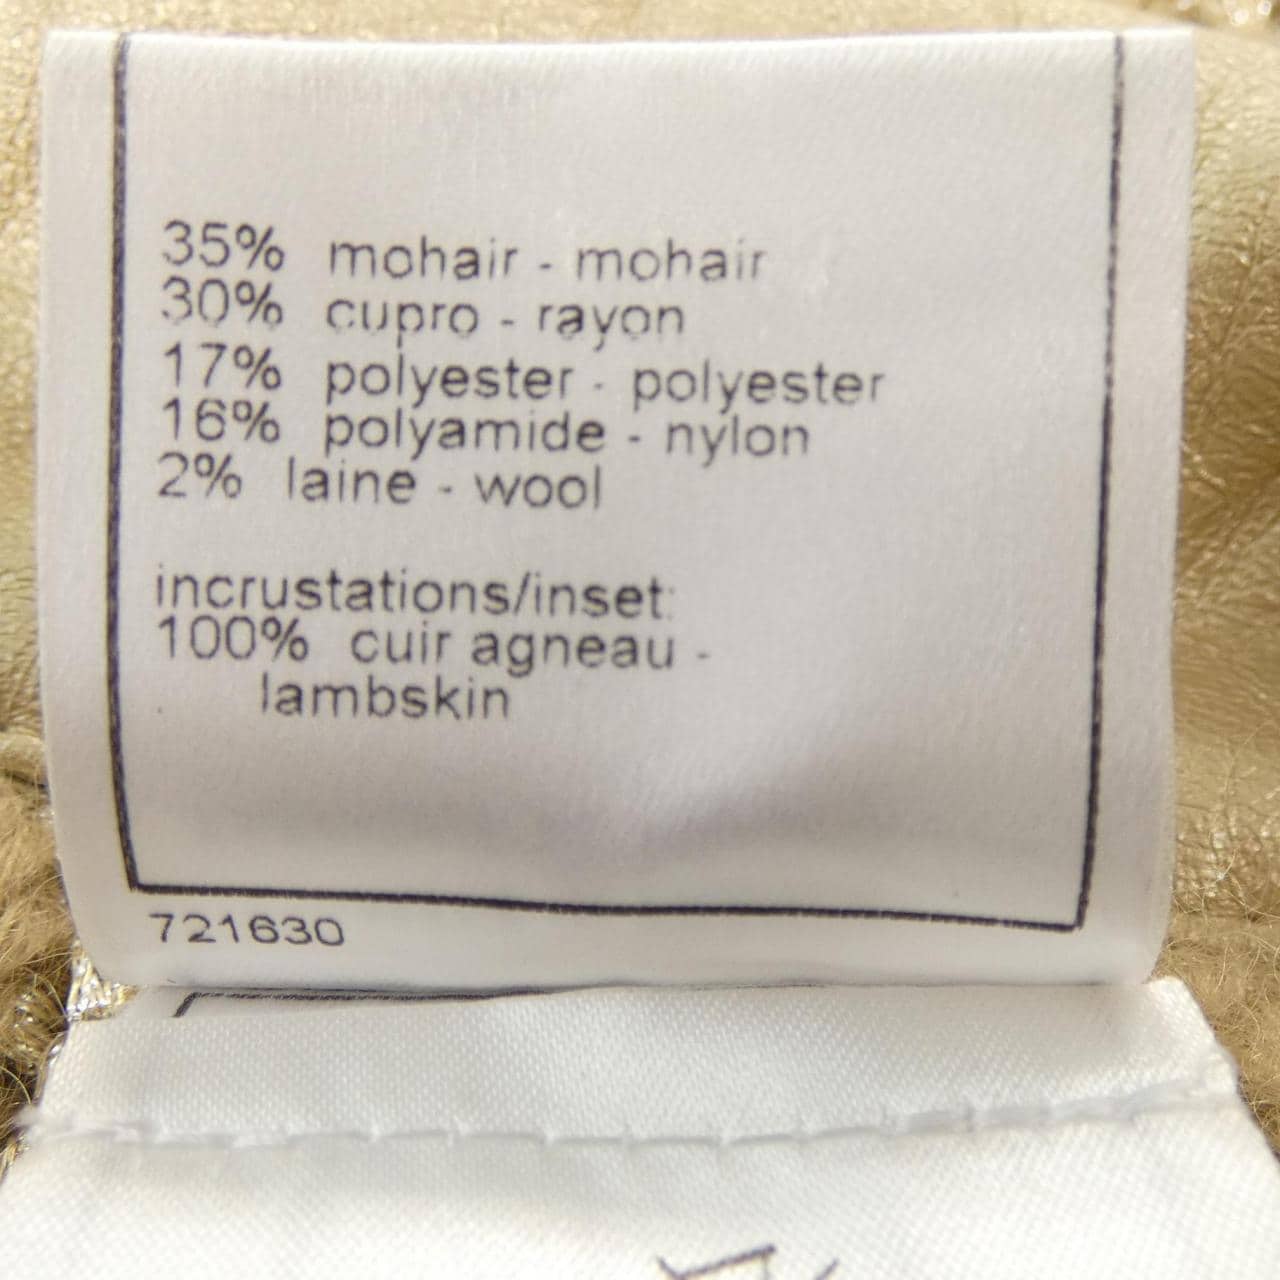 35% mohair - mohair
30% cupro - rayon
17% polyester - polyester
16% polyamide - nylon
2% laine - wool
incrustations/inset:
100% cuir agneau -
lambskin
721630